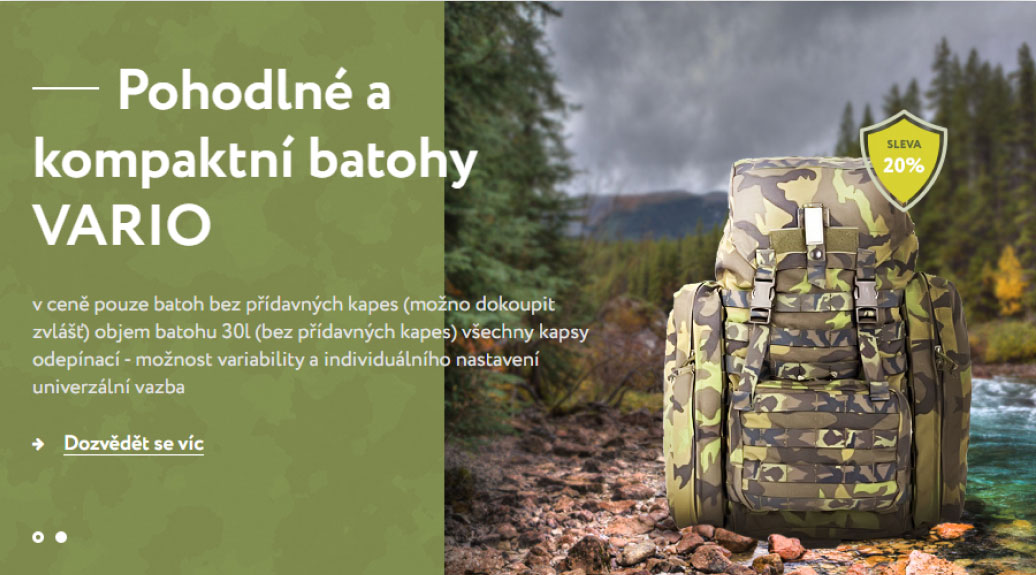 Pohodlné a
kompaktní batohy
VARIO
v ceně pouze batoh bez přídavných kapes (možno dokoupit
zvlášť) objem batohu 30l (bez přídavných kapes) všechny kapsy
odepínací - možnost variability a individuálního nastavení
univerzální vazba
Dozvědět se víc
SLEVA
20%